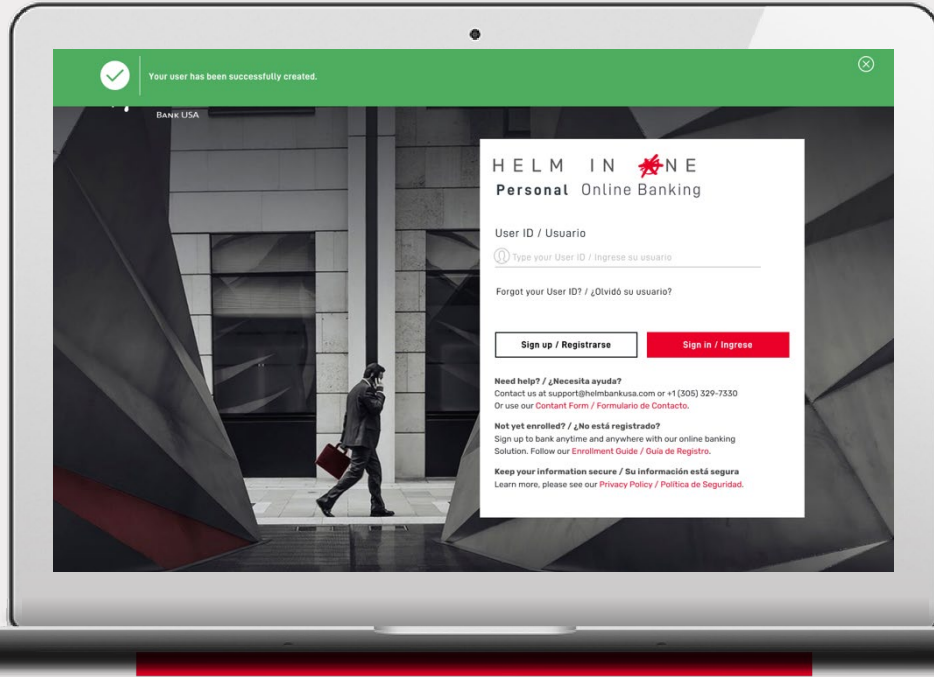 Your user has been successfully created.
BANK USA
HELM IN ONE
Personal Online Banking
User ID / Usuario
Type your User ID / Ingrese su usuario
Forgot your User ID? / ¿Olvidó su usuario?
Sign up / Registrarse
Sign in / Ingrese
Need help? / ¿Necesita ayuda?
Contact us at support@helmbankusa.com or +1 (305) 329-7330
Or use our Contant Form / Formulario de Contacto.
Not yet enrolled? / ¿No está registrado?
Sign up to bank anytime and anywhere with our online banking
Solution. Follow our Enrollment Guide / Guía de Registro.
Keep your information secure / Su información está segura
Learn more, please see our Privacy Policy / Política de Seguridad.